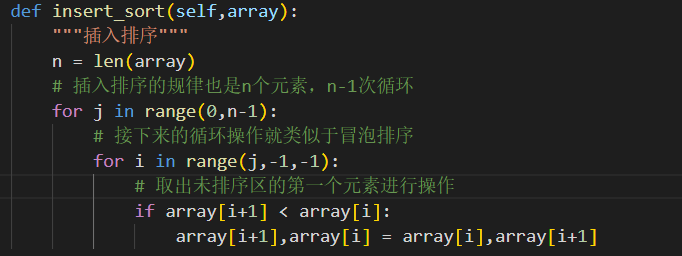 def insert_sort(self,array):
    """插入排序"""
    n = len(array)
    # 插入排序的规律也是n个元素，n-1次循环
    for j in range(0,n-1):
        # 接下来的循环操作就类似于冒泡排序
        for i in range(j,-1,-1):
            # 取出未排序区的第一个元素进行操作
            if array[i+1] < array[i]:
                array[i+1],array[i] = array[i],array[i+1]